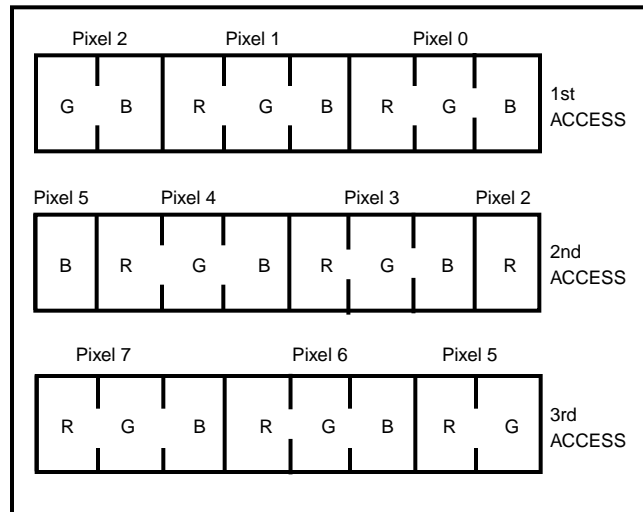 Pixel 2 Pixel 1 Pixel 0
G B R G B R G B
1st
ACCESS
Pixel 5 Pixel 4 Pixel 3 Pixel 2
B R G B R G B R
2nd
ACCESS
Pixel 7 Pixel 6 Pixel 5
R G B R G B R G
3rd
ACCESS